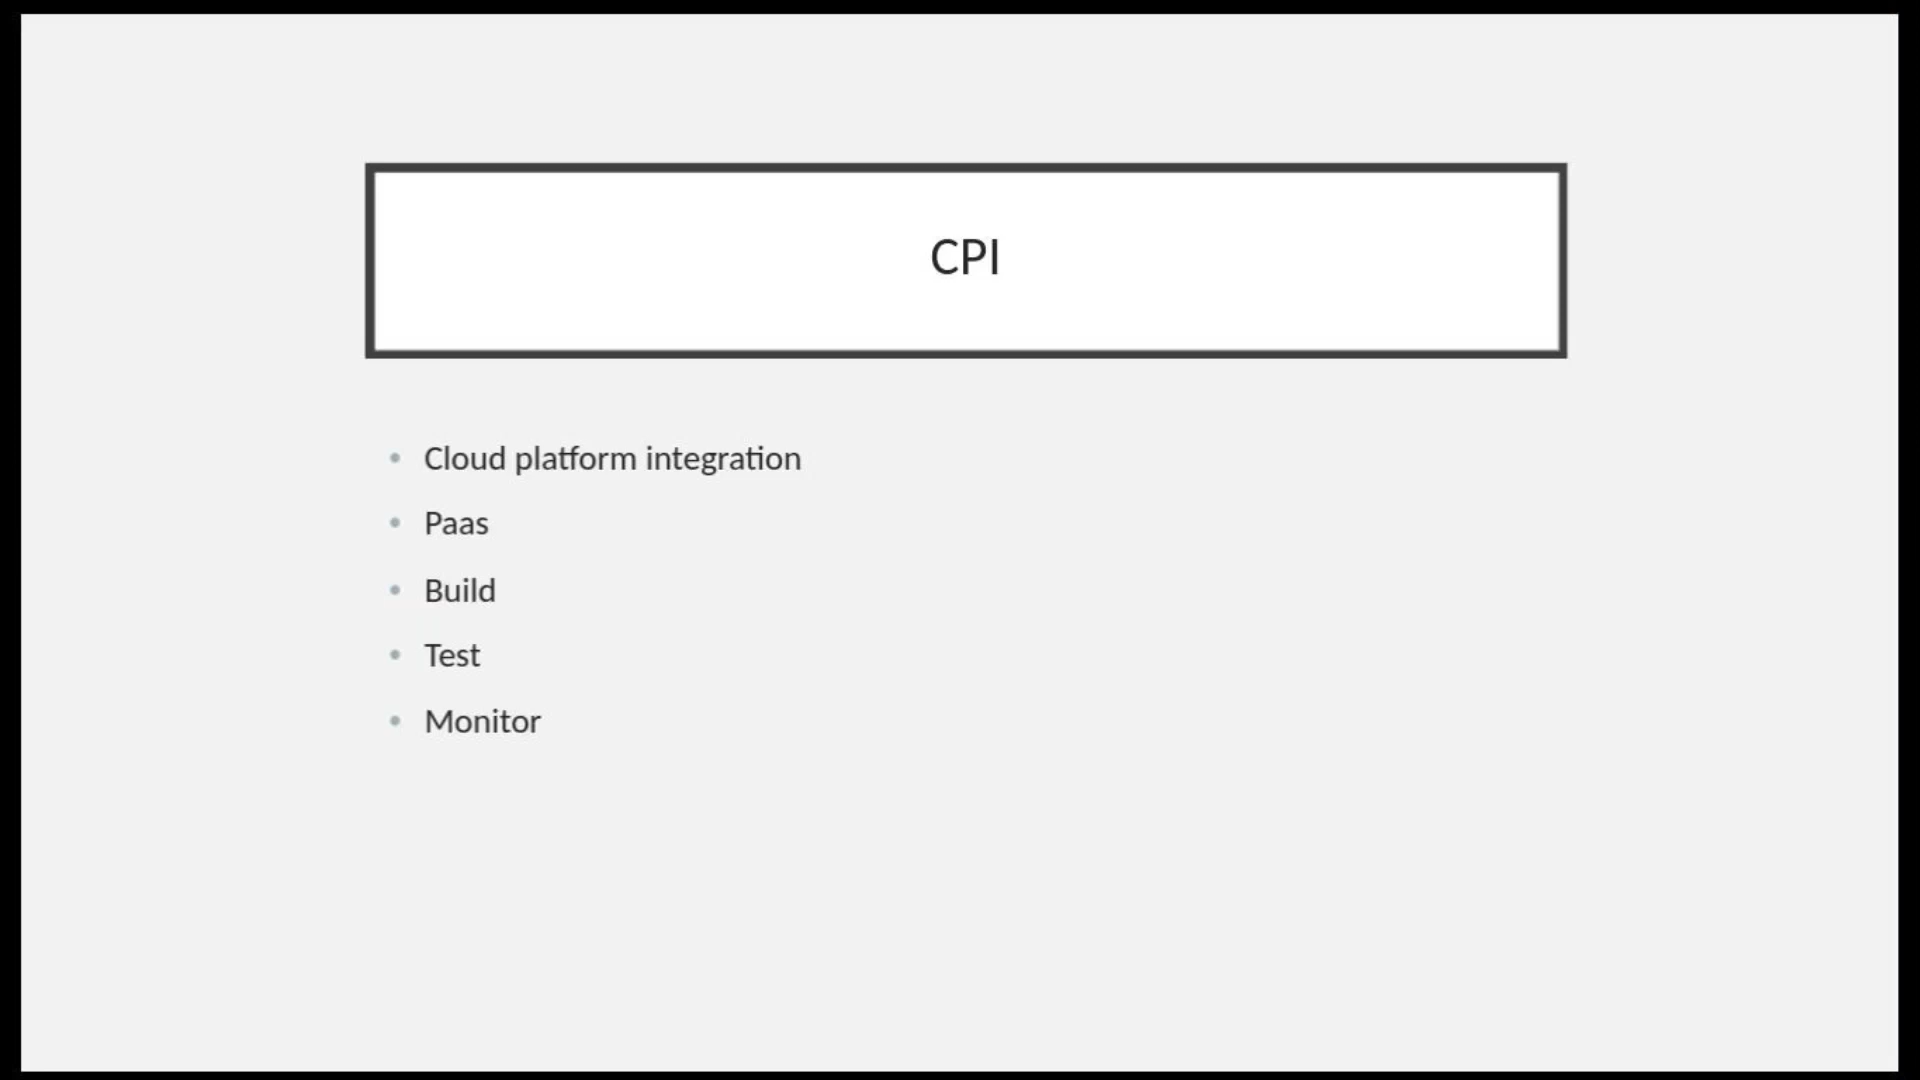 CPI
• Cloud platform integration
• Paas
• Build
• Test
• Monitor